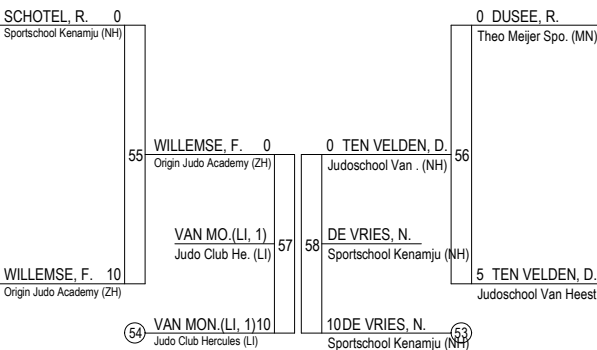 SCHOTEL, R. 0
Sportschool Kenamju (NH)
0 DUSEE, R.
Theo Meijer Spo. (MN)
55
WILLEMSE, F. 0
Origin Judo Academy (ZH)
0 TEN VELDEN, D.
Judoschool Van . (NH)
56
VAN MO.(LI, 1)
Judo Club He. (LI)
57
58
DE VRIES, N.
Sportschool Kenamju (NH)
WILLEMSE, F. 10
Origin Judo Academy (ZH)
5 TEN VELDEN, D.
Judoschool Van Heest
54
VAN MON.(LI, 1)10
Judo Club Hercules (LI)
10DE VRIES, N.
Sportschool Kenamju (NH)
53